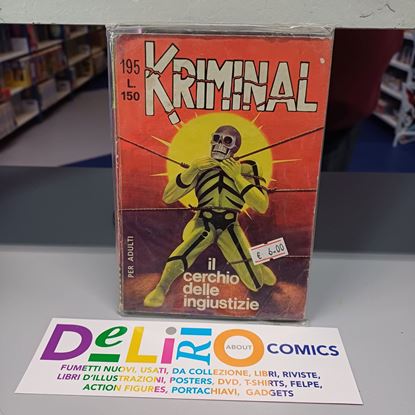 195
L.
150
KRIMINAL
PER ADULTI
il
cerchio
delle
ingiustizie
€ 6.00
DeLiRiO
ABOUT
COMICS
FUMETTI NUOVI, USATI, DA COLLEZIONE, LIBRI, RIVISTE,
LIBRI D'ILLUSTRAZIONI, POSTERS, DVD, T-SHIRTS, FELPE,
ACTION FIGURES, PORTACHIAVI, GADGETS